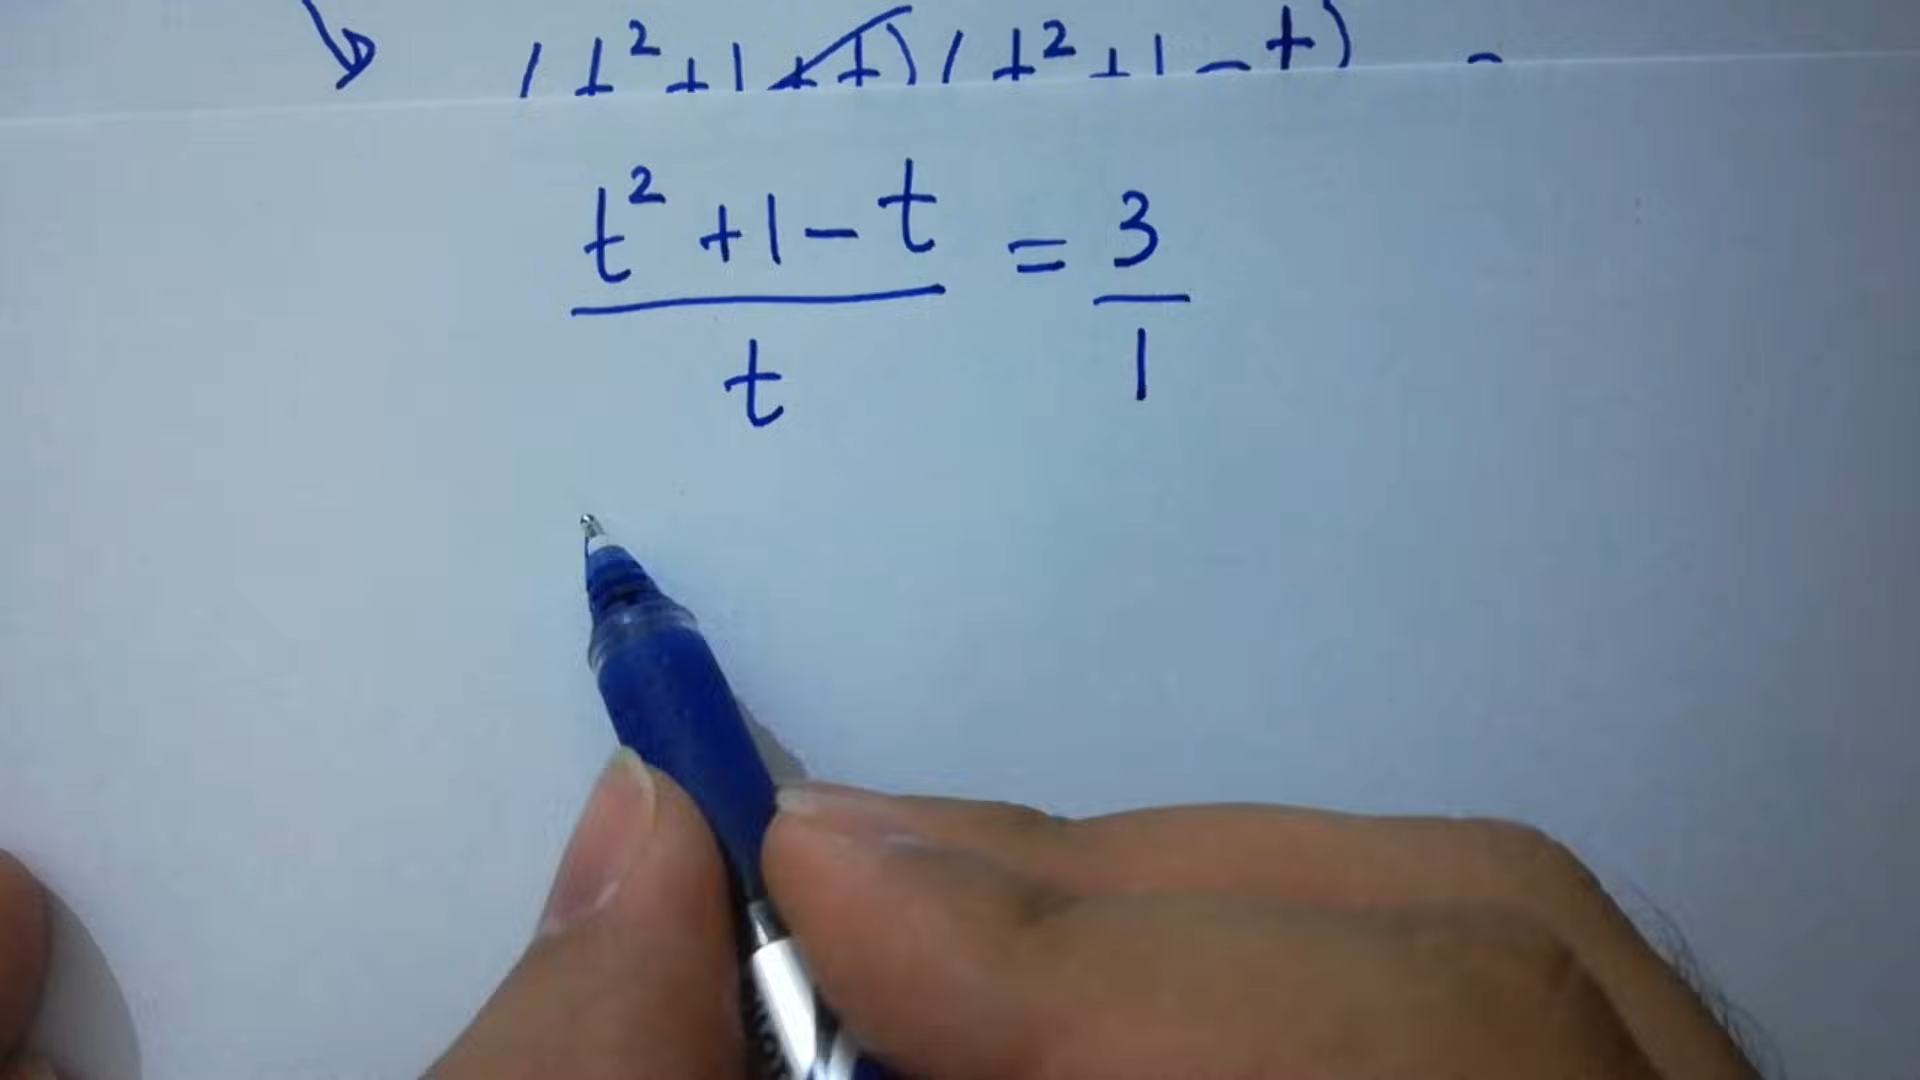 (t²+1+t)(t²+1-t)
t²+1-t = 3
t 1